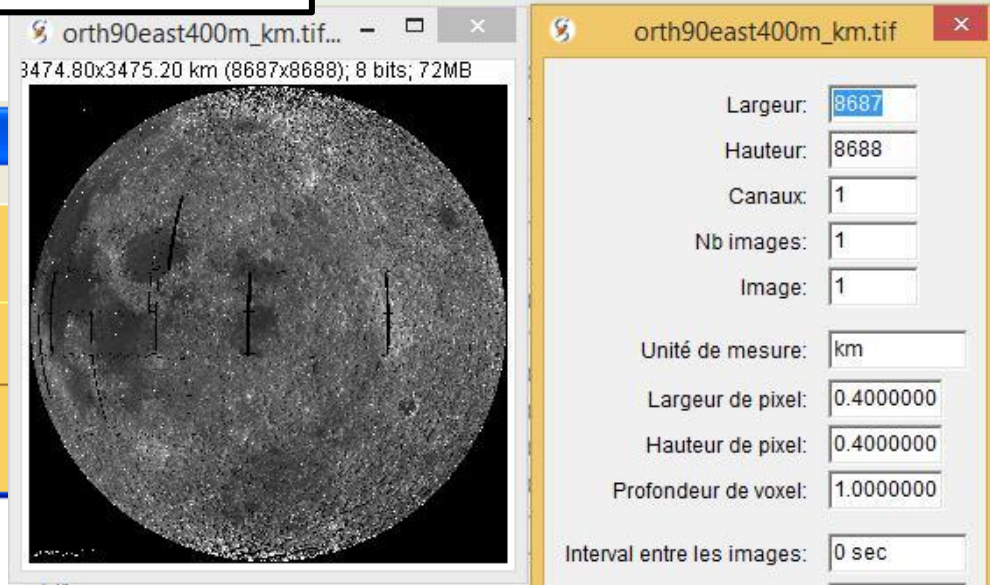 orth90east400m_km.tif...
3474.80x3475.20 km (8687x8688); 8 bits; 72MB
orth90east400m_km.tif
Largeur: 8687
Hauteur: 8688
Canaux: 1
Nb images: 1
Image: 1
Unité de mesure: km
Largeur de pixel: 0.4000000
Hauteur de pixel: 0.4000000
Profondeur de voxel: 1.0000000
Interval entre les images: 0 sec